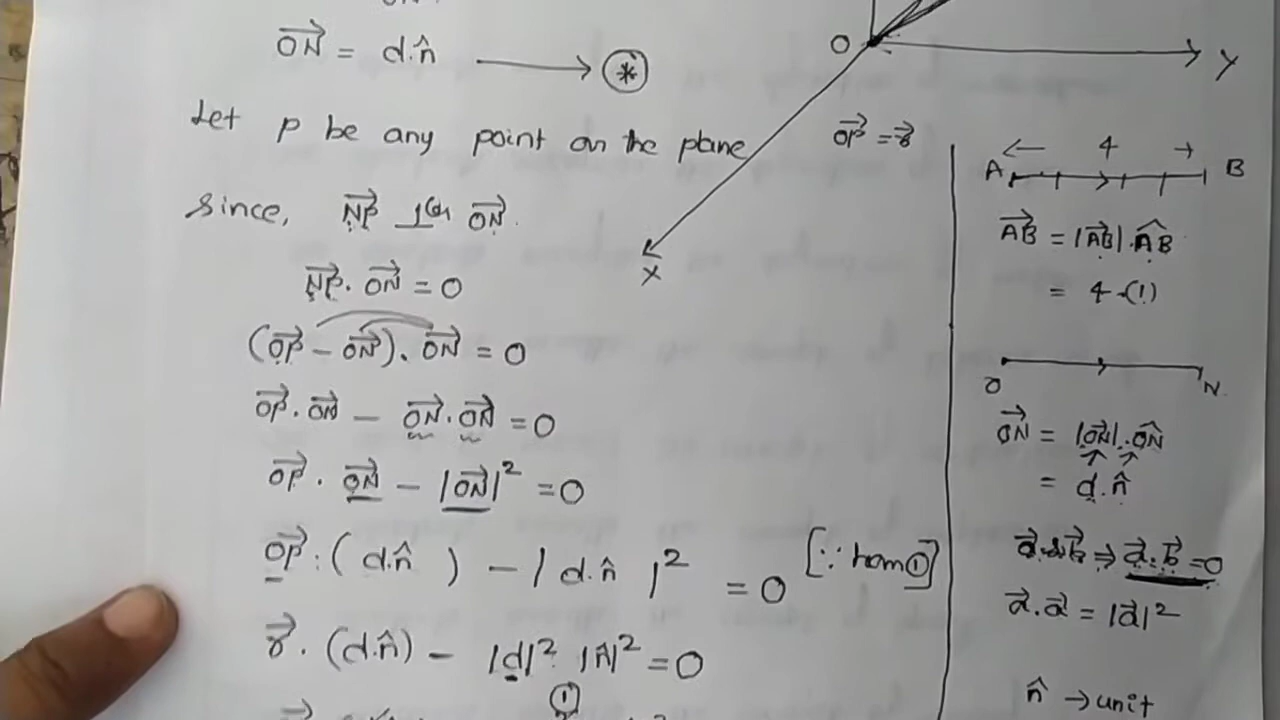 ON⃗ = d.n̂ ⟶ ⊛
Let P be any point on the plane
Since, NP⃗ ⊥er ON⃗.
NP⃗ . ON⃗ = 0
(OP⃗ - ON⃗) . ON⃗ = 0
OP⃗ . ON⃗ - ON⃗ . ON⃗ = 0
OP⃗ . ON⃗ - |ON⃗|² = 0
OP⃗ . (d.n̂) - |d.n̂|² = 0 [∵ from ①]
r⃗ . (d.n̂) - |d|² |n̂|² = 0
①
O
Y
X
OP⃗ = r⃗
← 4 →
A B
AB⃗ = |AB⃗| . AB̂
= 4 . (1)
O N
ON⃗ = |ON⃗| . ON̂
= d . n̂
⇒ a⃗ . b⃗ = 0
a⃗ . a⃗ = |a⃗|²
n̂ → unit